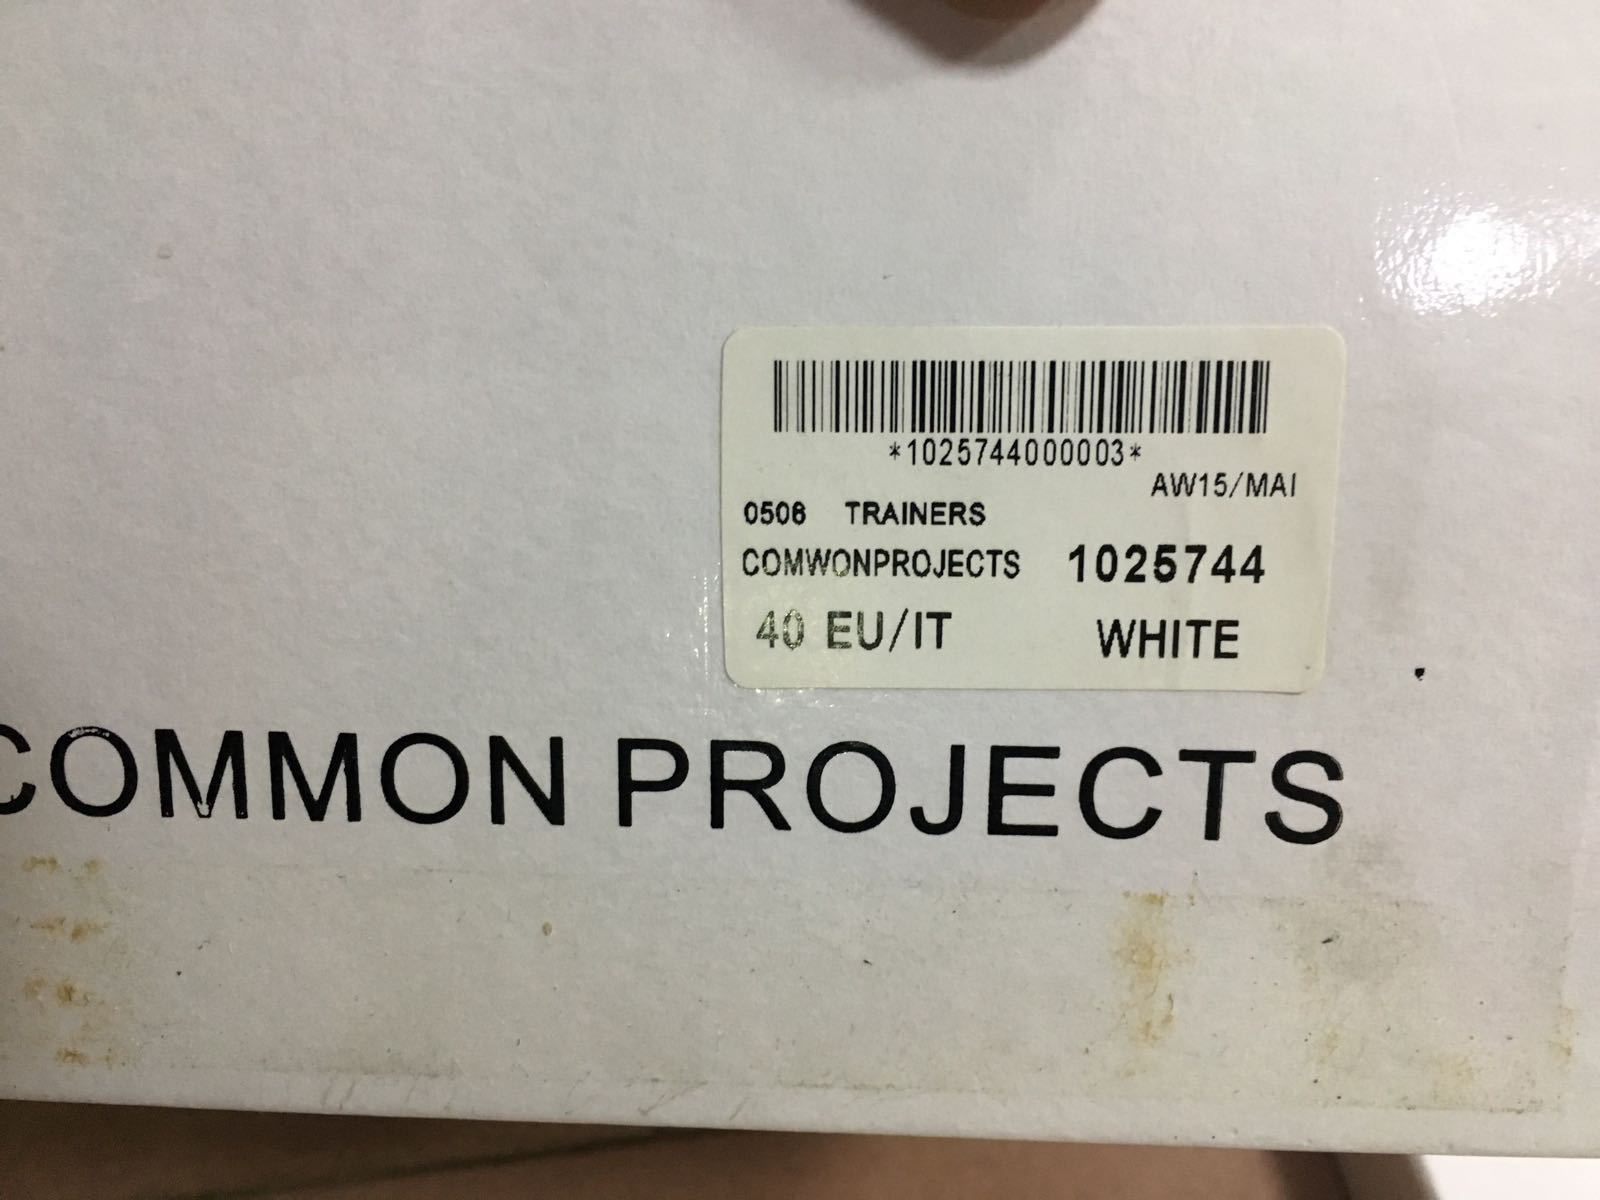 *1025744000003*
AW15/MAI
0506 TRAINERS
COMWONPROJECTS 1025744
40 EU/IT WHITE
COMMON PROJECTS